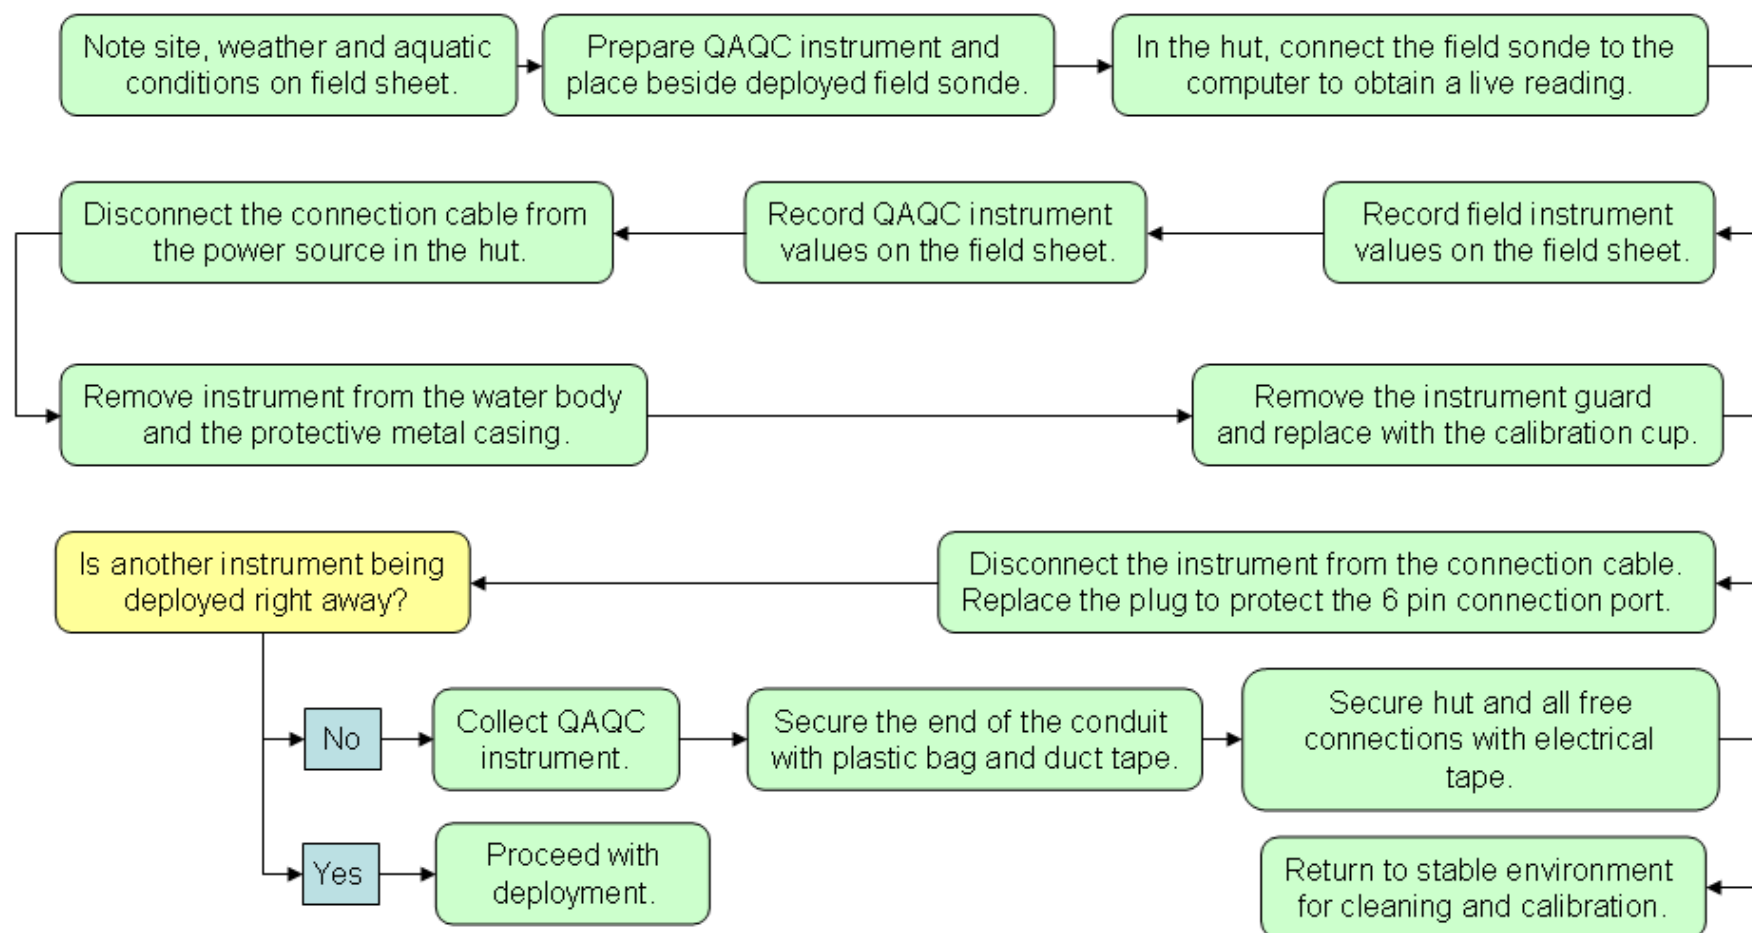 Note site, weather and aquatic
conditions on field sheet.
Prepare QAQC instrument and
place beside deployed field sonde.
In the hut, connect the field sonde to the
computer to obtain a live reading.
Record field instrument
values on the field sheet.
Record QAQC instrument
values on the field sheet.
Disconnect the connection cable from
the power source in the hut.
Remove instrument from the water body
and the protective metal casing.
Remove the instrument guard
and replace with the calibration cup.
Disconnect the instrument from the connection cable.
Replace the plug to protect the 6 pin connection port.
Is another instrument being
deployed right away?
No
Collect QAQC
instrument.
Secure the end of the conduit
with plastic bag and duct tape.
Secure hut and all free
connections with electrical
tape.
Return to stable environment
for cleaning and calibration.
Yes
Proceed with
deployment.